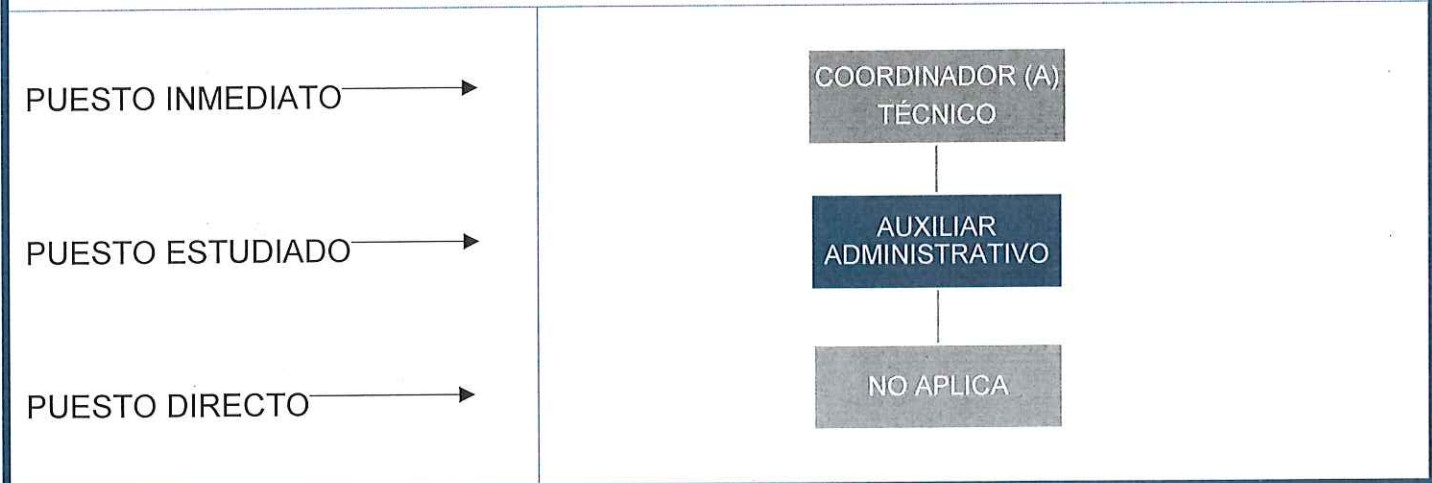 PUESTO INMEDIATO
COORDINADOR (A)
TÉCNICO
PUESTO ESTUDIADO
AUXILIAR
ADMINISTRATIVO
PUESTO DIRECTO
NO APLICA